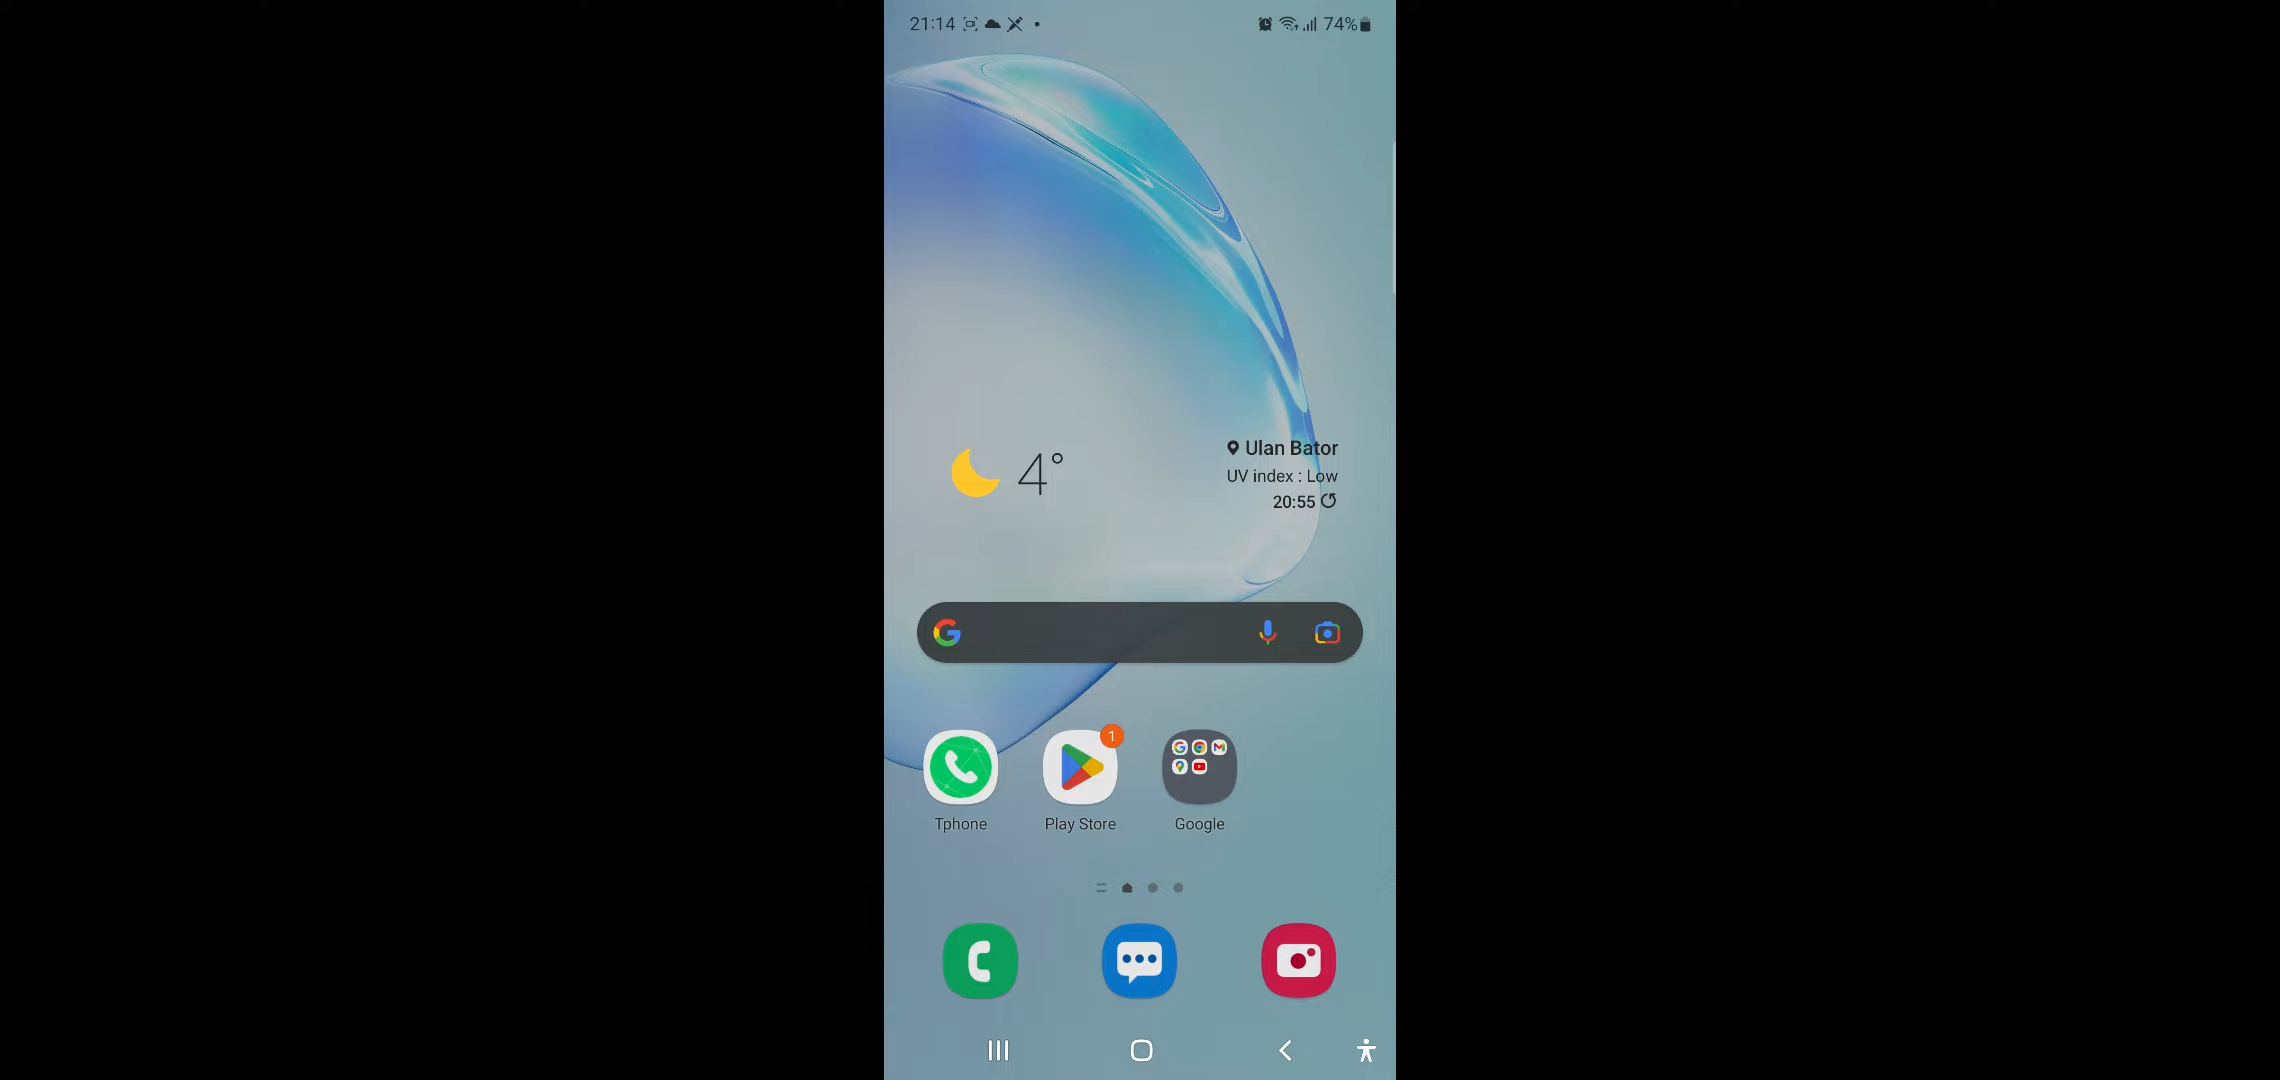 21:14
74%
4°
Ulan Bator
UV index : Low
20:55
1
Tphone
Play Store
Google